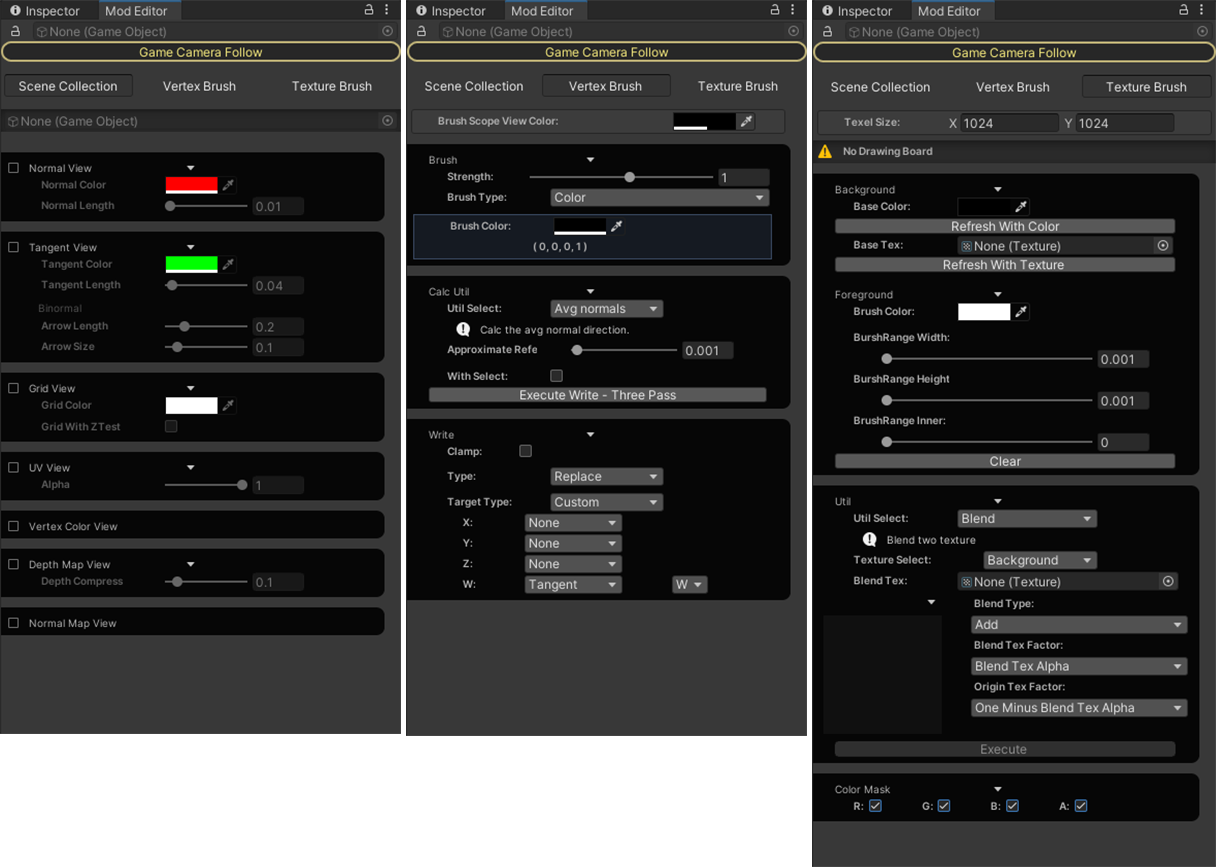 Inspector Mod Editor
None (Game Object)
Game Camera Follow
Scene Collection Vertex Brush Texture Brush
None (Game Object)
Normal View
Normal Color
Normal Length 0.01
Tangent View
Tangent Color
Tangent Length 0.04
Binormal
Arrow Length 0.2
Arrow Size 0.1
Grid View
Grid Color
Grid With ZTest
UV View
Alpha 1
Vertex Color View
Depth Map View
Depth Compress 0.1
Normal Map View
Inspector Mod Editor
None (Game Object)
Game Camera Follow
Scene Collection Vertex Brush Texture Brush
Brush Scope View Color:
Brush
Strength: 1
Brush Type: Color
Brush Color:
( 0, 0, 0, 1 )
Calc Util
Util Select: Avg normals
Calc the avg normal direction.
Approximate Refe 0.001
With Select:
Execute Write - Three Pass
Write
Clamp:
Type: Replace
Target Type: Custom
X: None
Y: None
Z: None
W: Tangent W
Inspector Mod Editor
None (Game Object)
Game Camera Follow
Scene Collection Vertex Brush Texture Brush
Texel Size: X 1024 Y 1024
No Drawing Board
Background
Base Color:
Refresh With Color
Base Tex: None (Texture)
Refresh With Texture
Foreground
Brush Color:
BurshRange Width:
0.001
BurshRange Height
0.001
BrushRange Inner:
0
Clear
Util
Util Select: Blend
Blend two texture
Texture Select: Background
Blend Tex: None (Texture)
Blend Type:
Add
Blend Tex Factor:
Blend Tex Alpha
Origin Tex Factor:
One Minus Blend Tex Alpha
Execute
Color Mask
R: G: B: A: